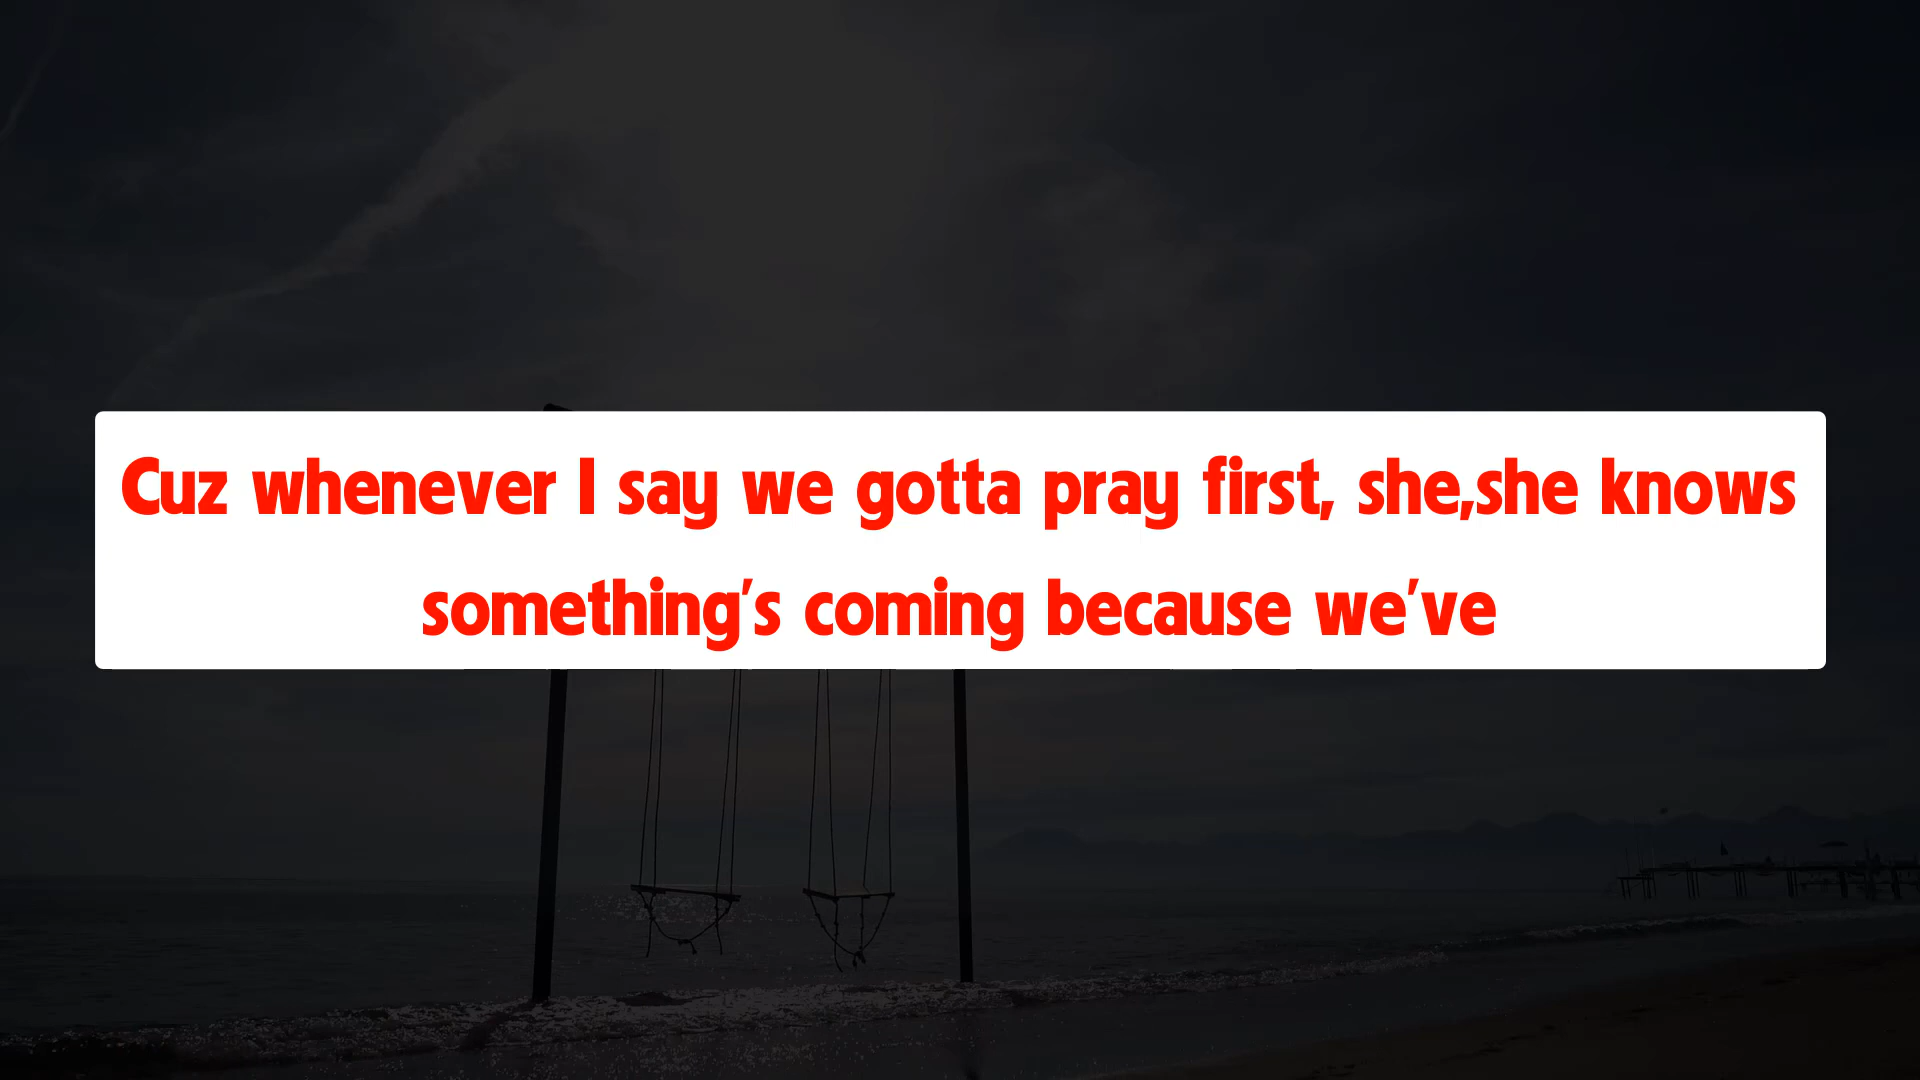 Cuz whenever I say we gotta pray first, she,she knows
something's coming because we've